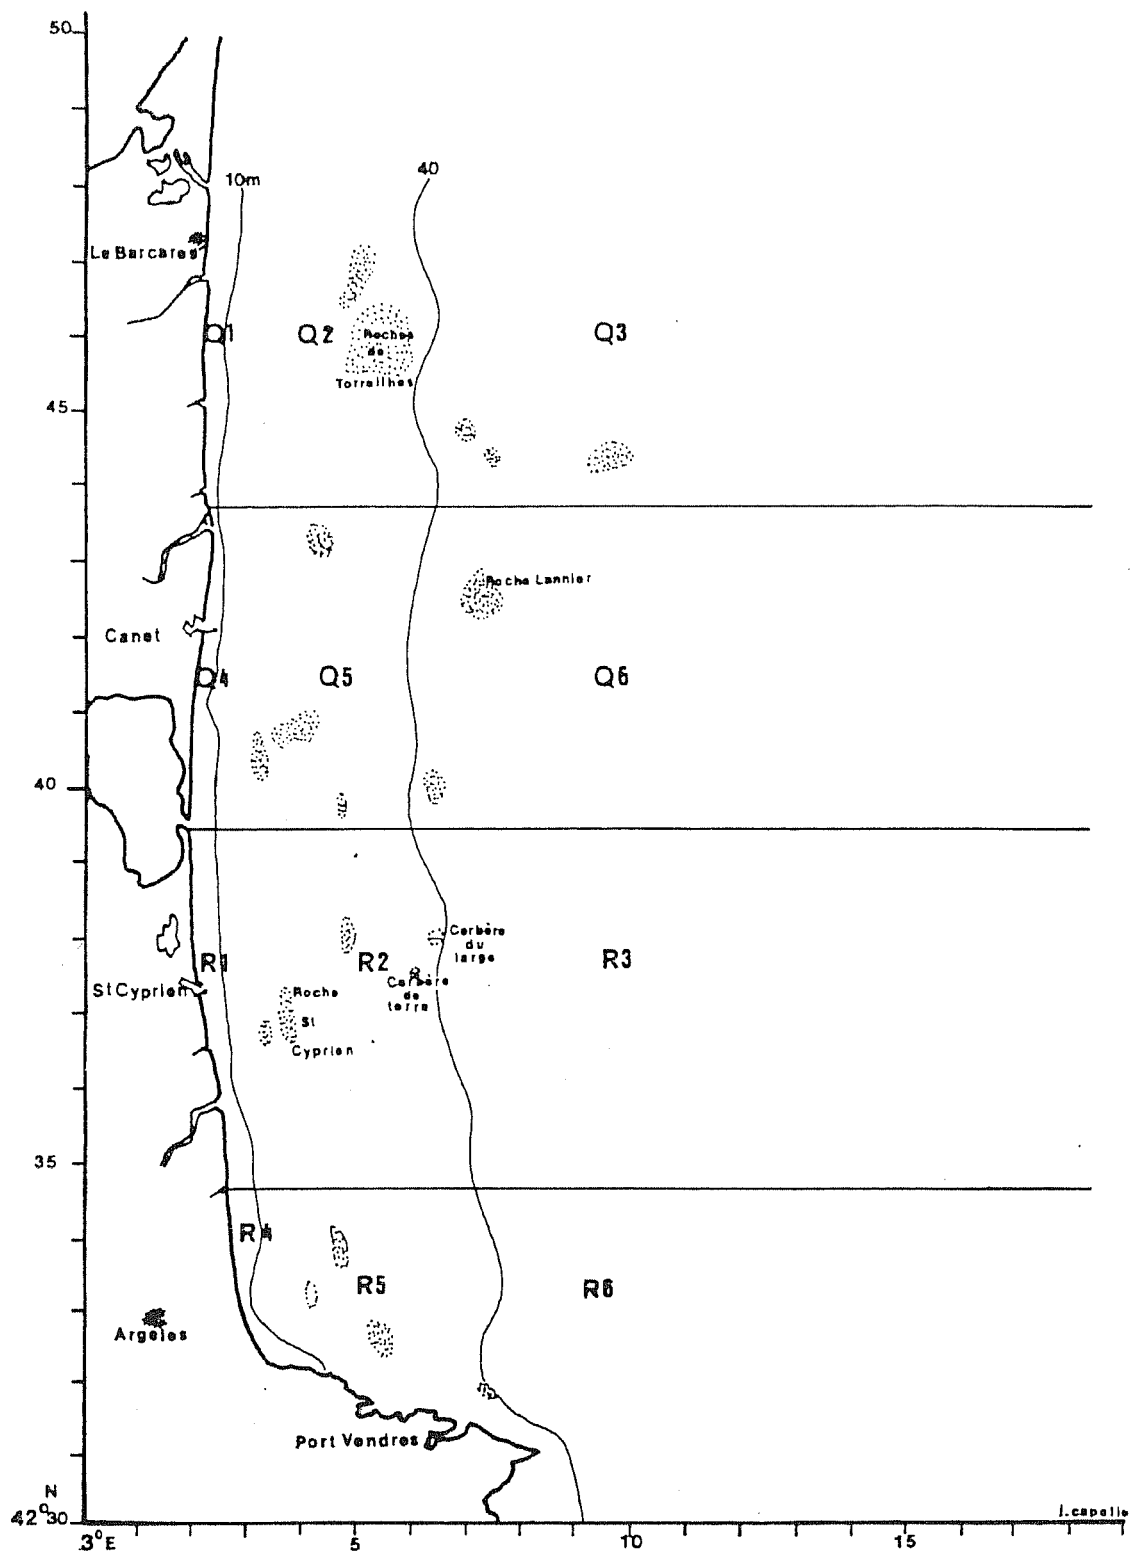 50
40
10m
Le Barcares
Q1
Q2
Roches
de
Torreilhes
Q3
45
Roche Lannier
Canet
Q4
Q5
Q6
40
Cerbère
du
large
R1
R2
R3
Cerbère
de
terre
St Cyprien
Roche
St
Cyprien
35
R4
R5
R6
Argeles
Port Vendres
N
42°30
3°E
5
10
15